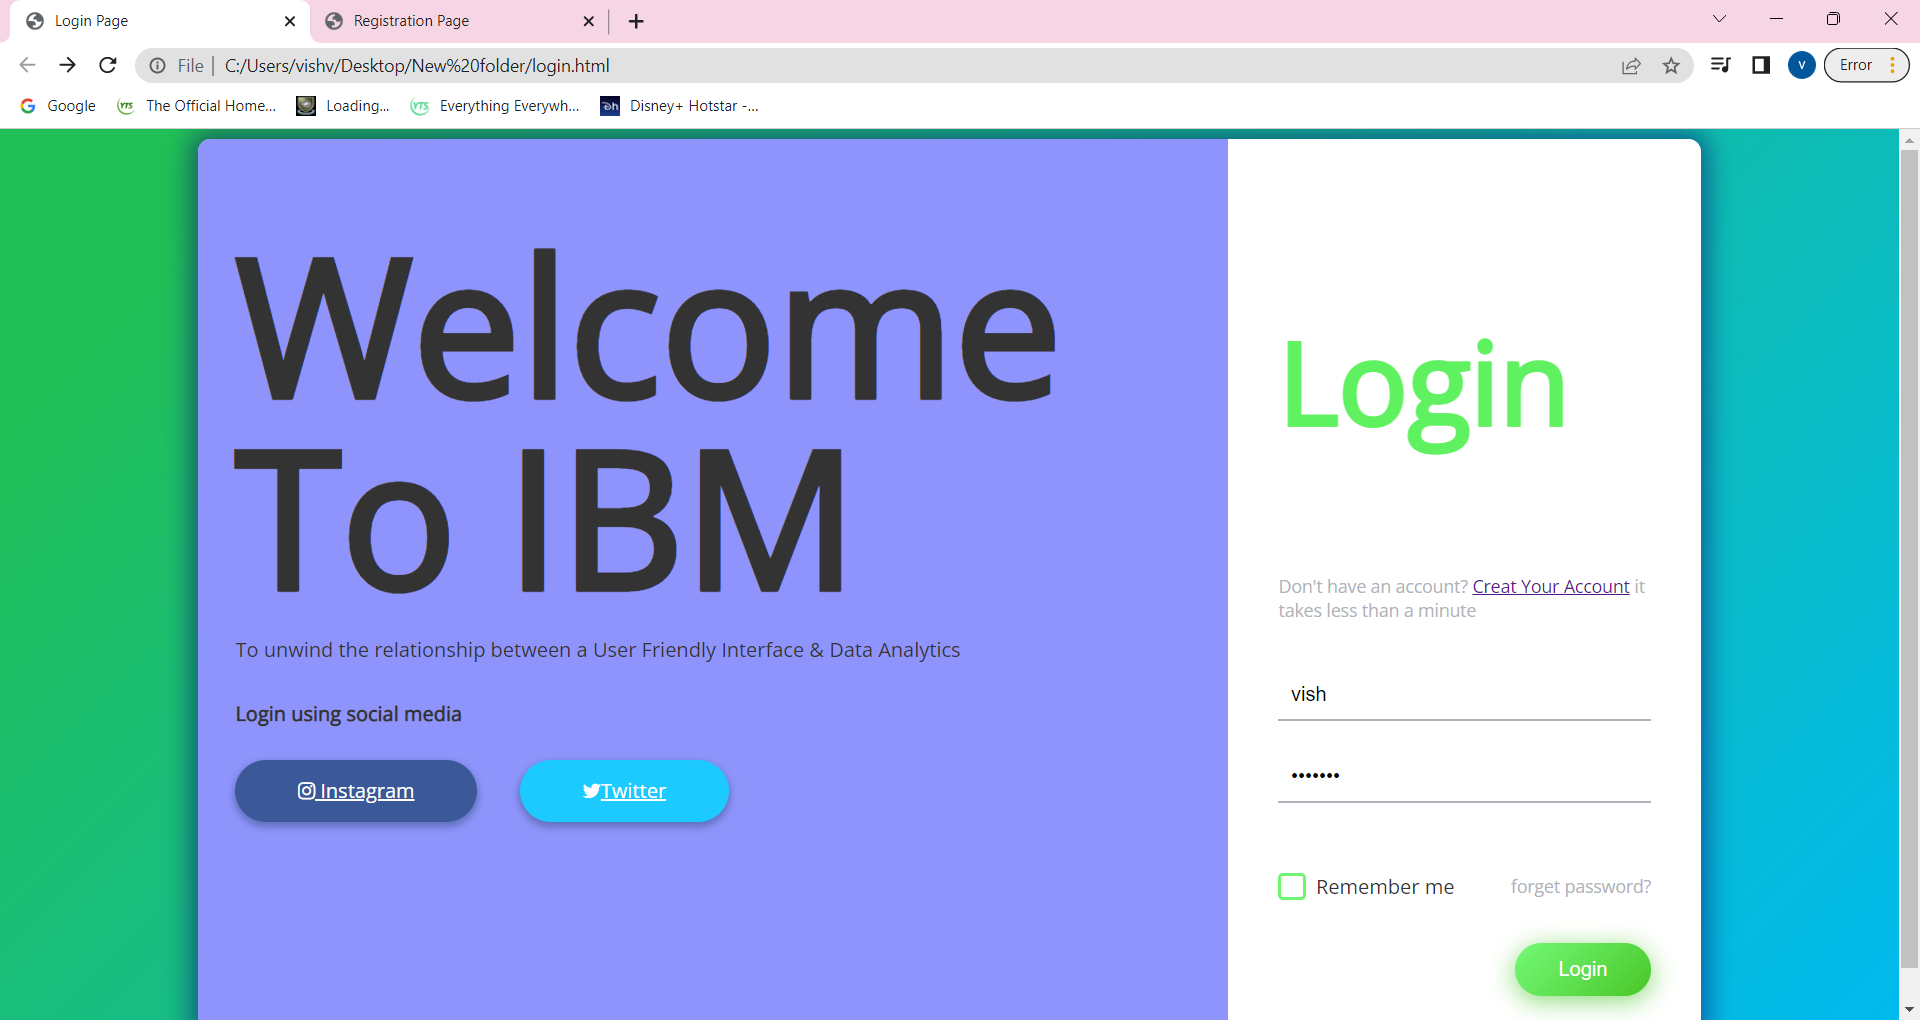 Login Page
Registration Page
File
C:/Users/vishv/Desktop/New%20folder/login.html
V
Error
Google
The Official Home...
Loading...
Everything Everywh...
Disney+ Hotstar -...
Welcome
To IBM
To unwind the relationship between a User Friendly Interface & Data Analytics
Login using social media
Instagram
Twitter
Login
Don't have an account? Creat Your Account it
takes less than a minute
vish
•••••••
Remember me
forget password?
Login